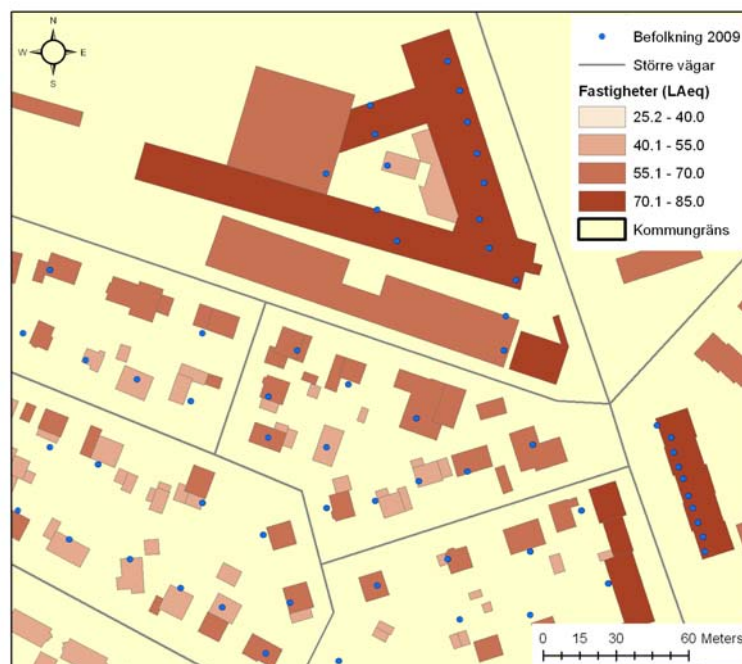 N
W E
S
Befolkning 2009
Större vägar
Fastigheter (LAeq)
25.2 - 40.0
40.1 - 55.0
55.1 - 70.0
70.1 - 85.0
Kommungräns
0 15 30 60 Meters